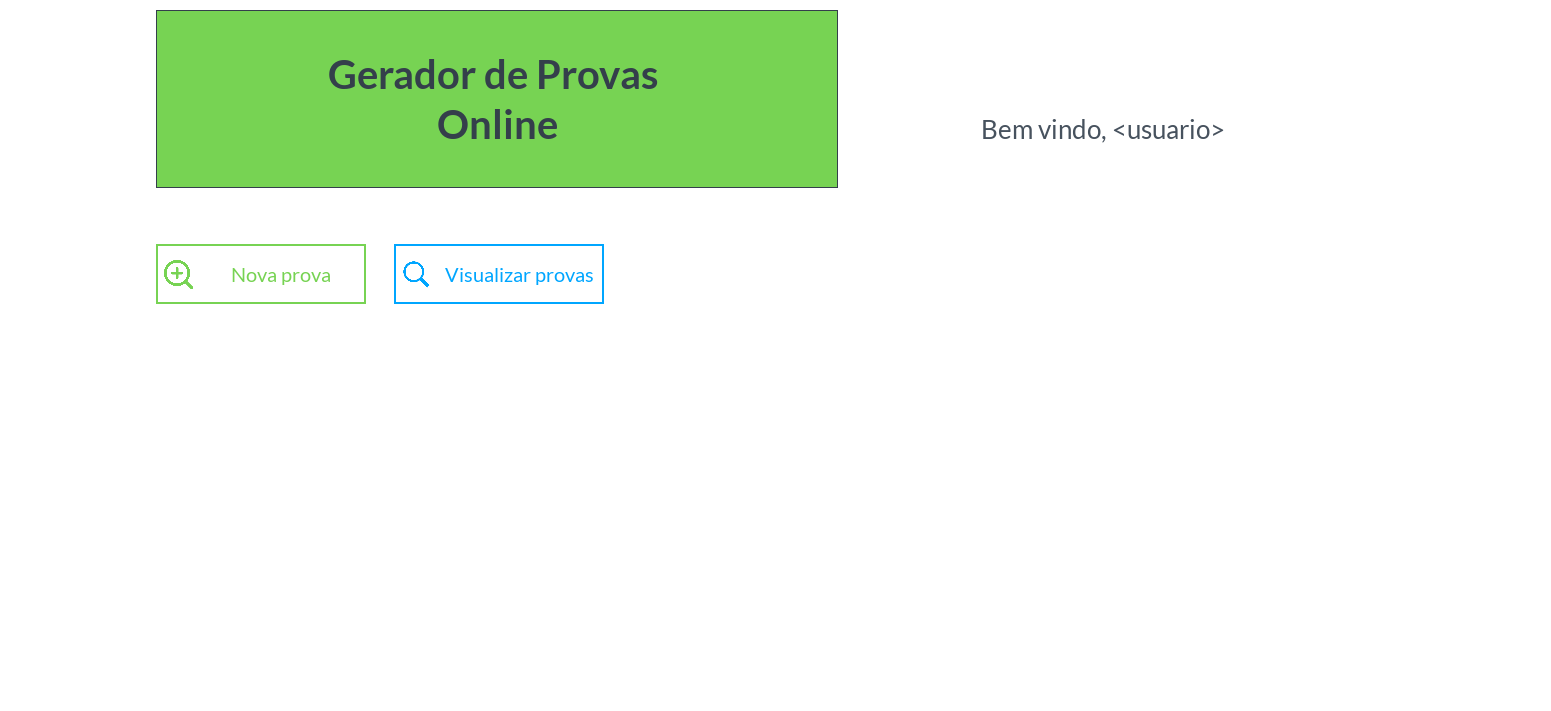 Gerador de Provas
Online
Bem vindo, <usuario>
Nova prova
Visualizar provas